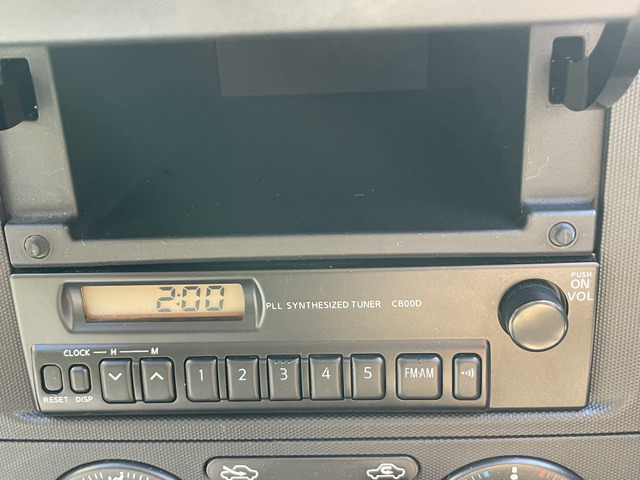 PUSH
ON
VOL
2:00
PLL SYNTHESIZED TUNER CB00D
CLOCK H M
1 2 3 4 5 FM·AM
RESET DISP